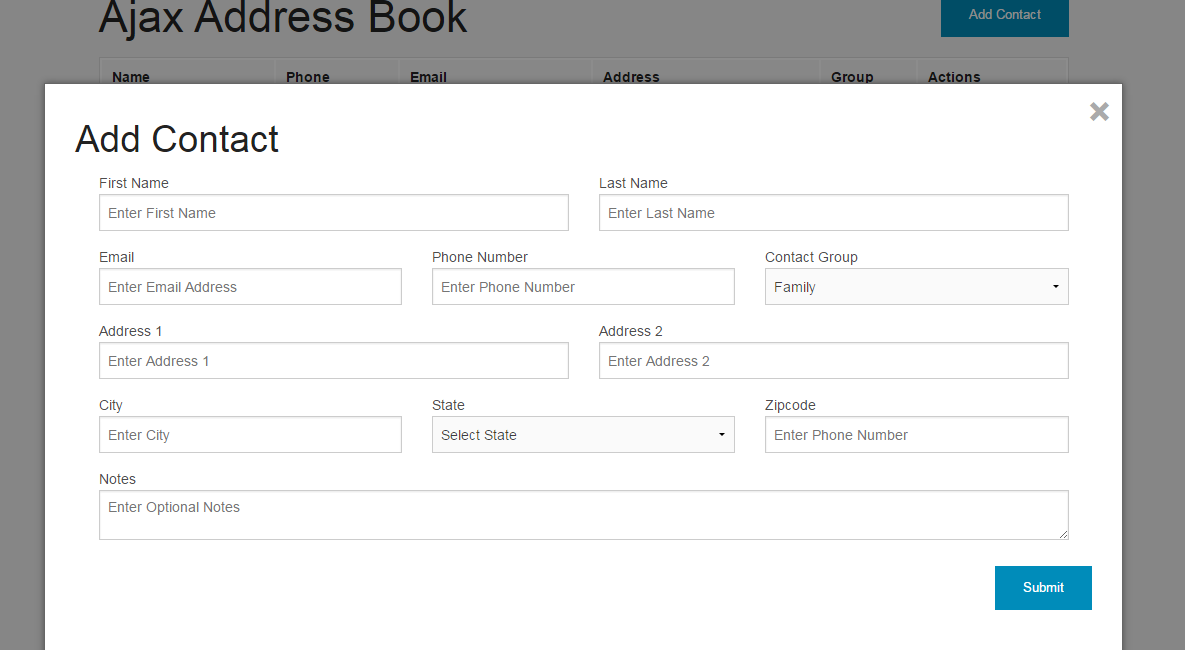 Ajax Address Book
Add Contact
Name Phone Email Address Group Actions
×
Add Contact
First Name Last Name
Enter First Name Enter Last Name
Email Phone Number Contact Group
Enter Email Address Enter Phone Number Family
Address 1 Address 2
Enter Address 1 Enter Address 2
City State Zipcode
Enter City Select State Enter Phone Number
Notes
Enter Optional Notes
Submit